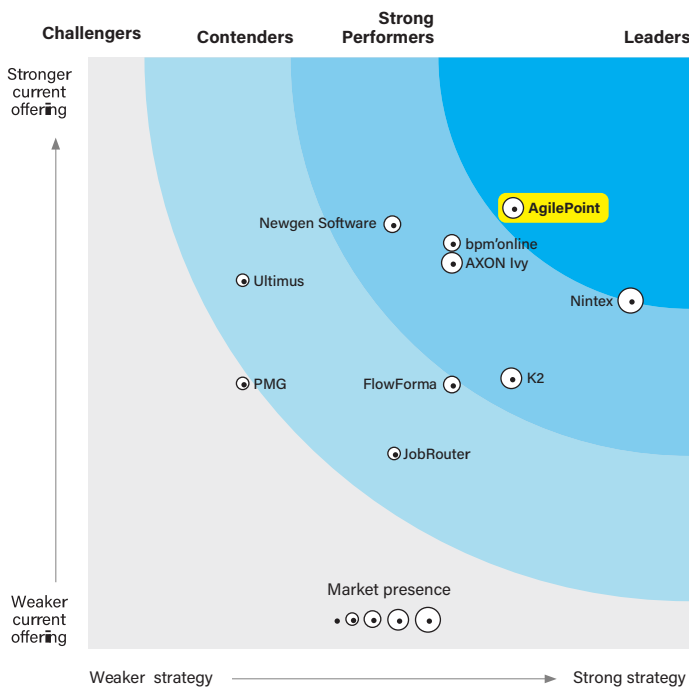 Challengers
Contenders
Strong
Performers
Leaders
Stronger
current
offering
AgilePoint
Newgen Software
bpm’online
AXON Ivy
Ultimus
Nintex
PMG
FlowForma
K2
JobRouter
Market presence
Weaker
current
offering
Weaker strategy
Strong strategy